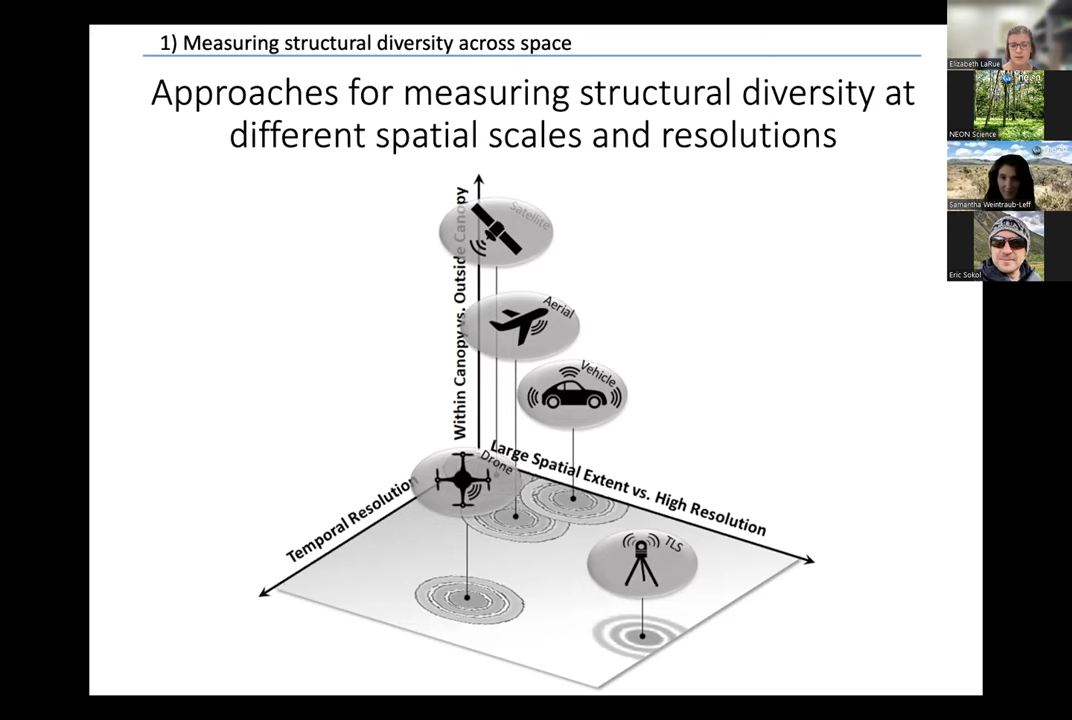 1) Measuring structural diversity across space
Approaches for measuring structural diversity at
different spatial scales and resolutions
Within Canopy vs. Outside Canopy
Satellite
Aerial
Vehicle
Drone
Large Spatial Extent vs. High Resolution
Temporal Resolution
TLS
Elizabeth LaRue
NEON Science
Samantha Weintraub-Leff
Eric Sokol